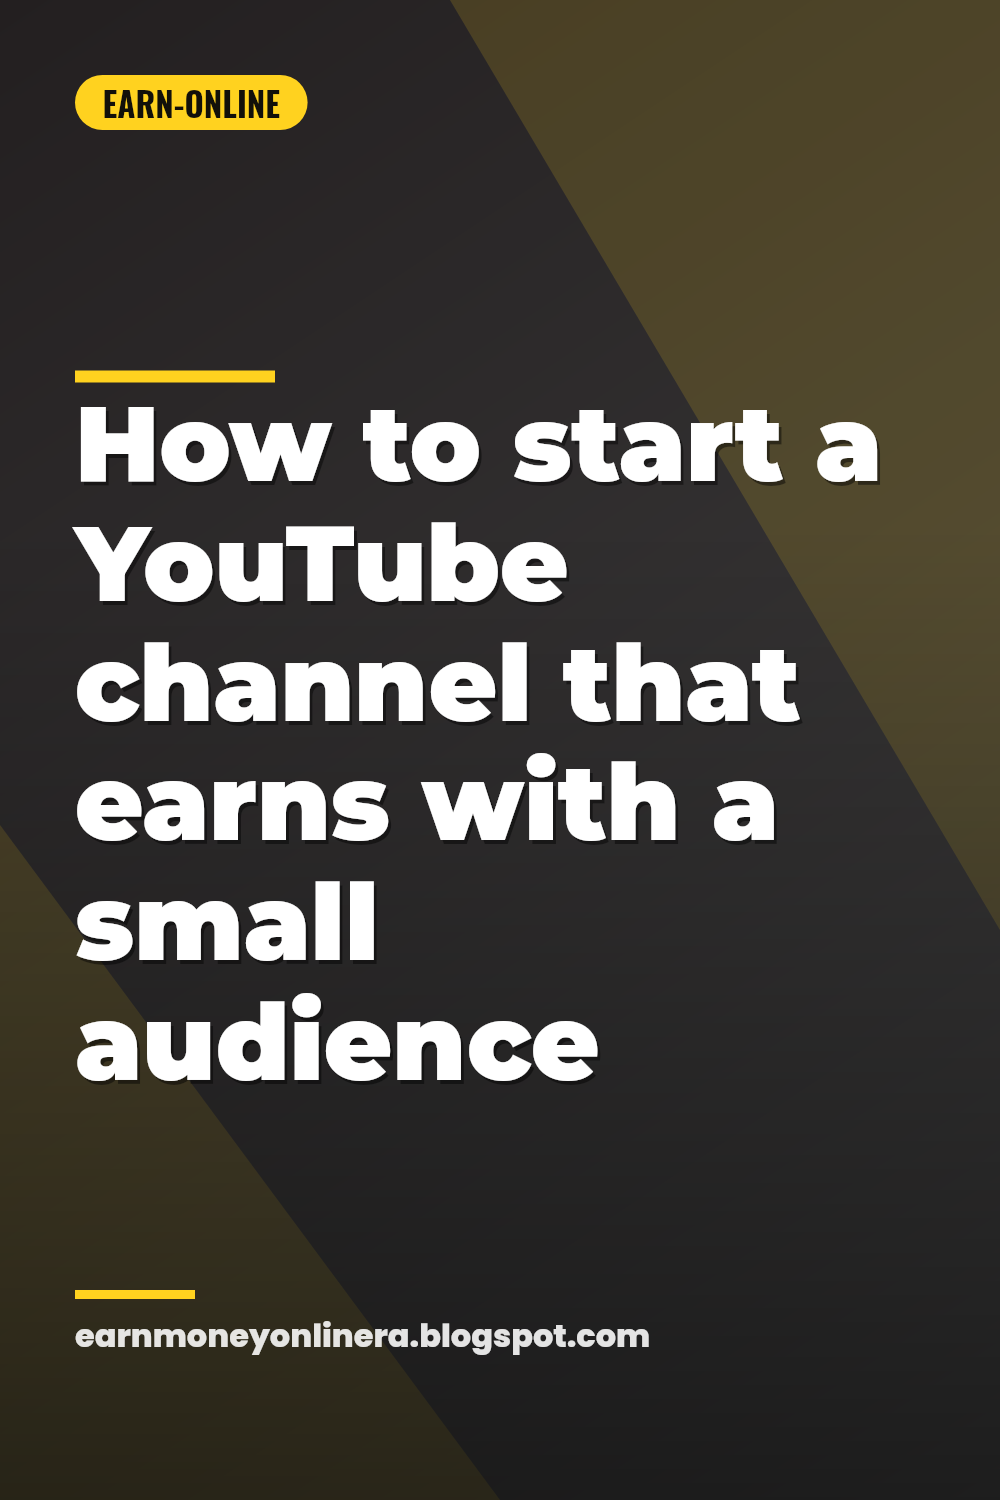 EARN-ONLINE
How to start a
YouTube
channel that
earns with a
small
audience
earnmoneyonlinera.blogspot.com